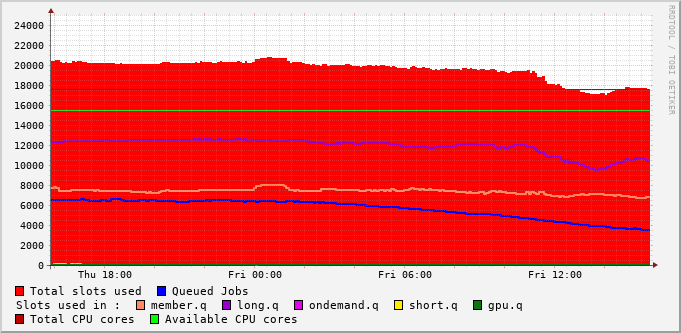 RRDTOOL / TOBI OETIKER
24000
22000
20000
18000
16000
14000
12000
10000
8000
6000
4000
2000
0
Thu 18:00 Fri 00:00 Fri 06:00 Fri 12:00
Total slots used Queued Jobs
Slots used in : member.q long.q ondemand.q short.q gpu.q
Total CPU cores Available CPU cores